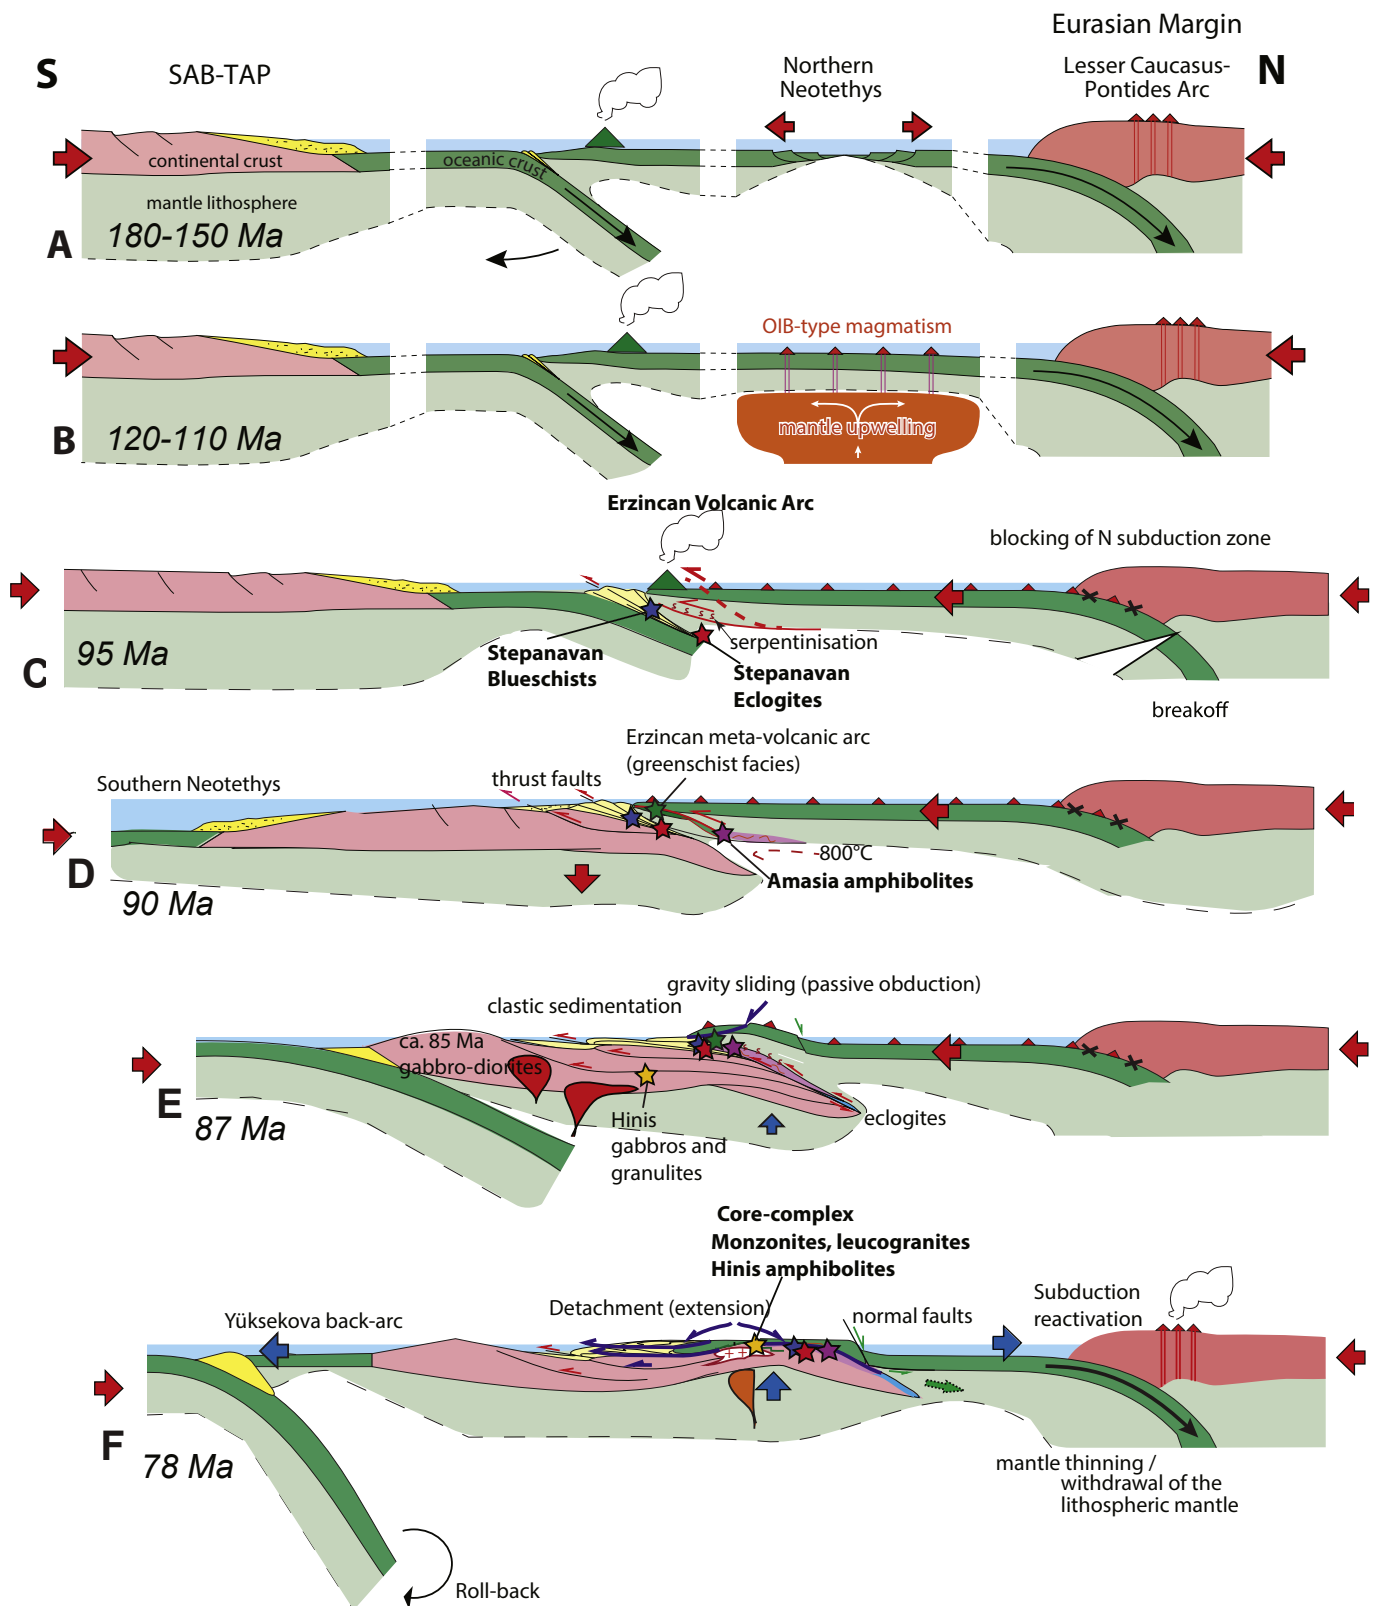 Eurasian Margin
S
SAB-TAP
Northern
Neotethys
Lesser Caucasus-
Pontides Arc
N
continental crust
oceanic crust
mantle lithosphere
A
180-150 Ma
OIB-type magmatism
mantle upwelling
B
120-110 Ma
Erzincan Volcanic Arc
blocking of N subduction zone
serpentinisation
C
95 Ma
Stepanavan
Blueschists
Stepanavan
Eclogites
breakoff
Erzincan meta-volcanic arc
(greenschist facies)
Southern Neotethys
thrust faults
800°C
D
Amasia amphibolites
90 Ma
gravity sliding (passive obduction)
clastic sedimentation
ca. 85 Ma
gabbro-diorites
E
87 Ma
Hinis
gabbros and
granulites
eclogites
Core-complex
Monzonites, leucogranites
Hinis amphibolites
Yüksekova back-arc
Detachment (extension)
normal faults
Subduction
reactivation
F
78 Ma
mantle thinning /
withdrawal of the
lithospheric mantle
Roll-back